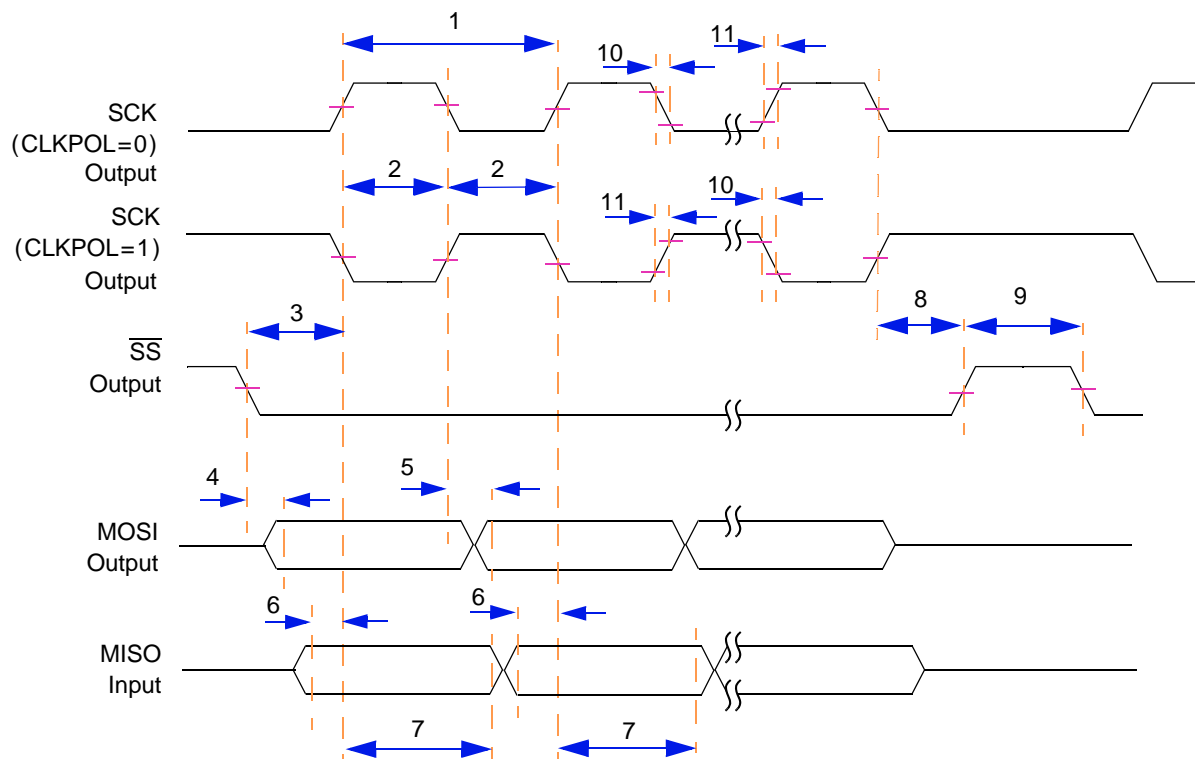 1
10
11
SCK
(CLKPOL=0)
Output
2
2
SCK
(CLKPOL=1)
Output
11
10
3
8
9
SS
Output
4
5
MOSI
Output
6
6
MISO
Input
7
7